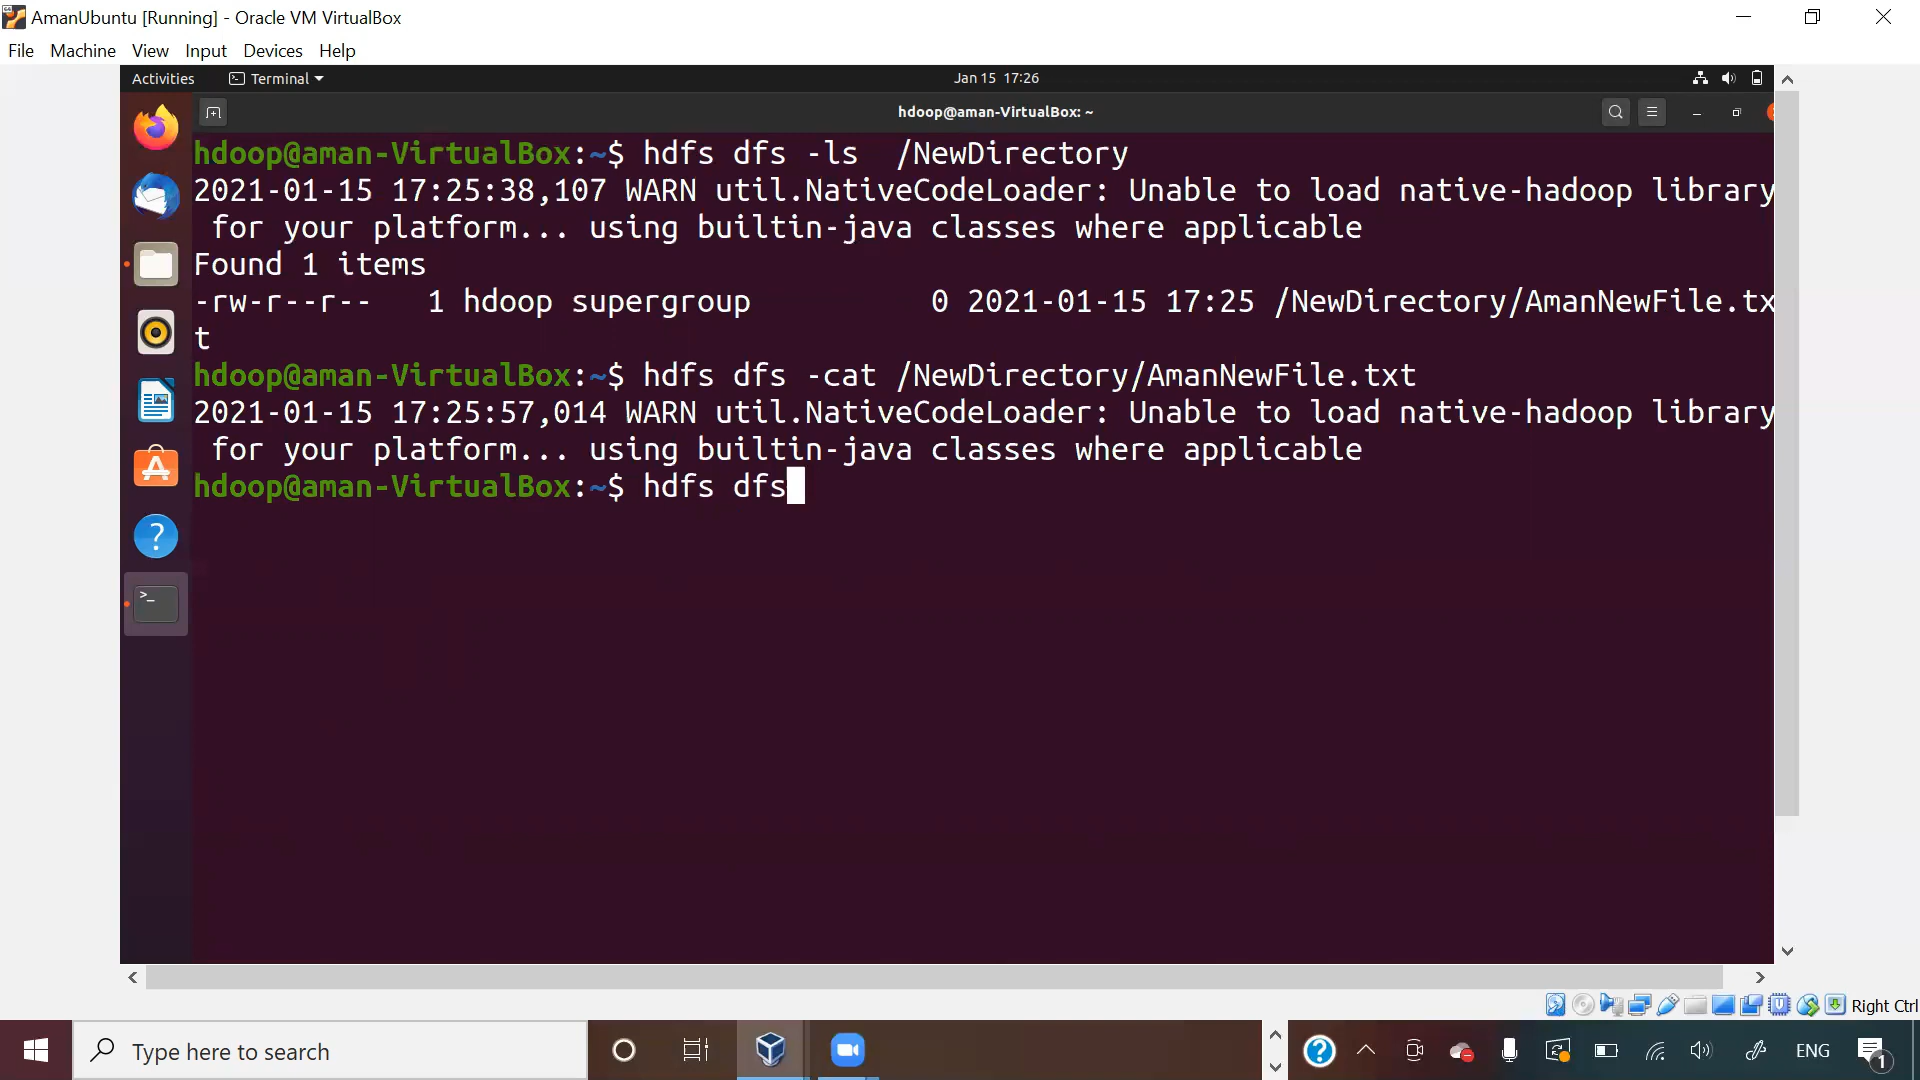 AmanUbuntu [Running] - Oracle VM VirtualBox
File Machine View Input Devices Help
Activities Terminal Jan 15 17:26
hdoop@aman-VirtualBox: ~
hdoop@aman-VirtualBox:~$ hdfs dfs -ls  /NewDirectory
2021-01-15 17:25:38,107 WARN util.NativeCodeLoader: Unable to load native-hadoop library
 for your platform... using builtin-java classes where applicable
Found 1 items
-rw-r--r--   1 hdoop supergroup          0 2021-01-15 17:25 /NewDirectory/AmanNewFile.tx
t
hdoop@aman-VirtualBox:~$ hdfs dfs -cat /NewDirectory/AmanNewFile.txt
2021-01-15 17:25:57,014 WARN util.NativeCodeLoader: Unable to load native-hadoop library
 for your platform... using builtin-java classes where applicable
hdoop@aman-VirtualBox:~$ hdfs dfs
Right Ctrl
Type here to search
ENG
1